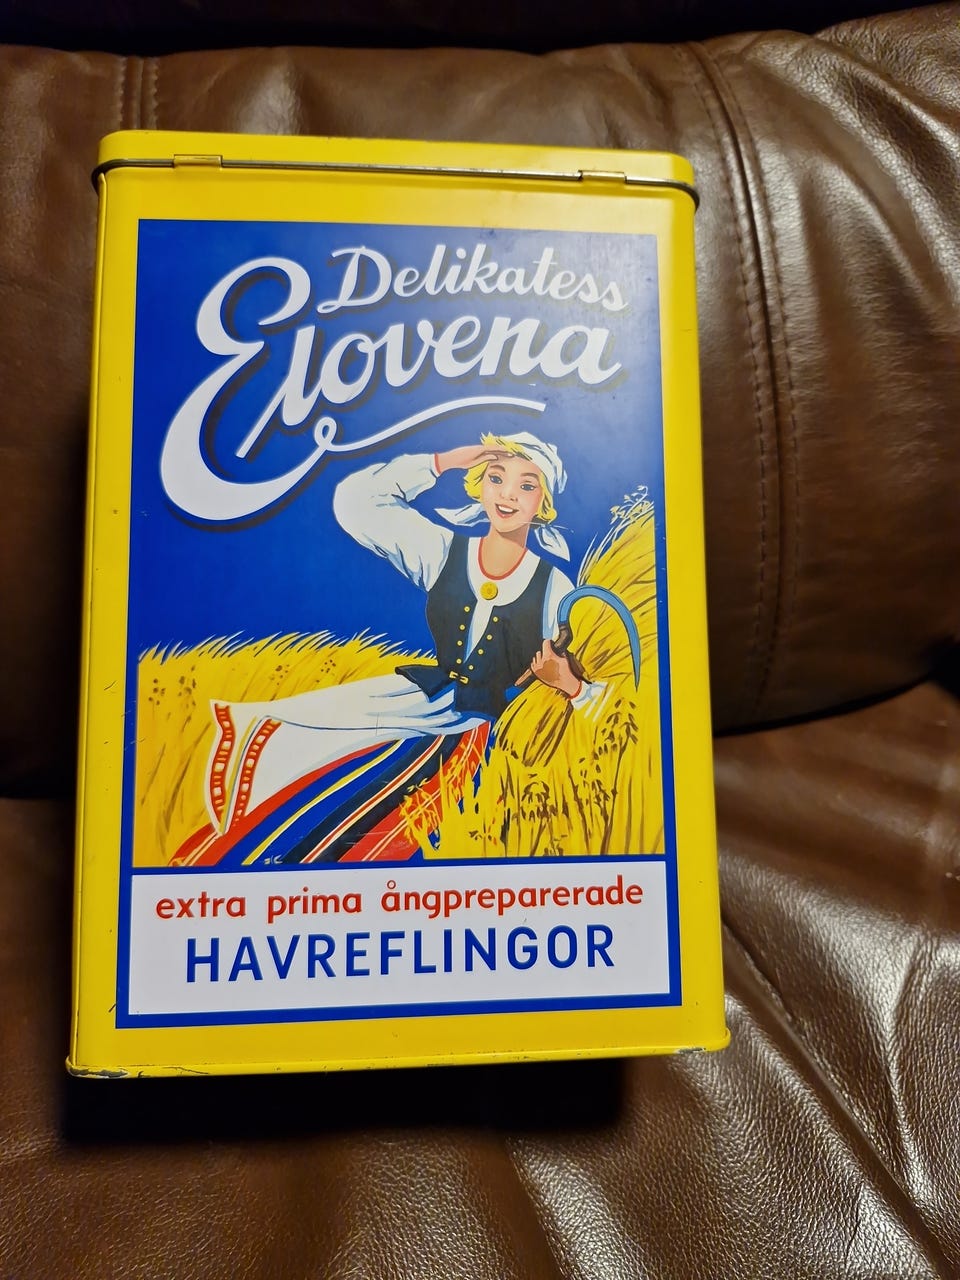 Delikatess
Elovena
extra prima ångpreparerade
HAVREFLINGOR